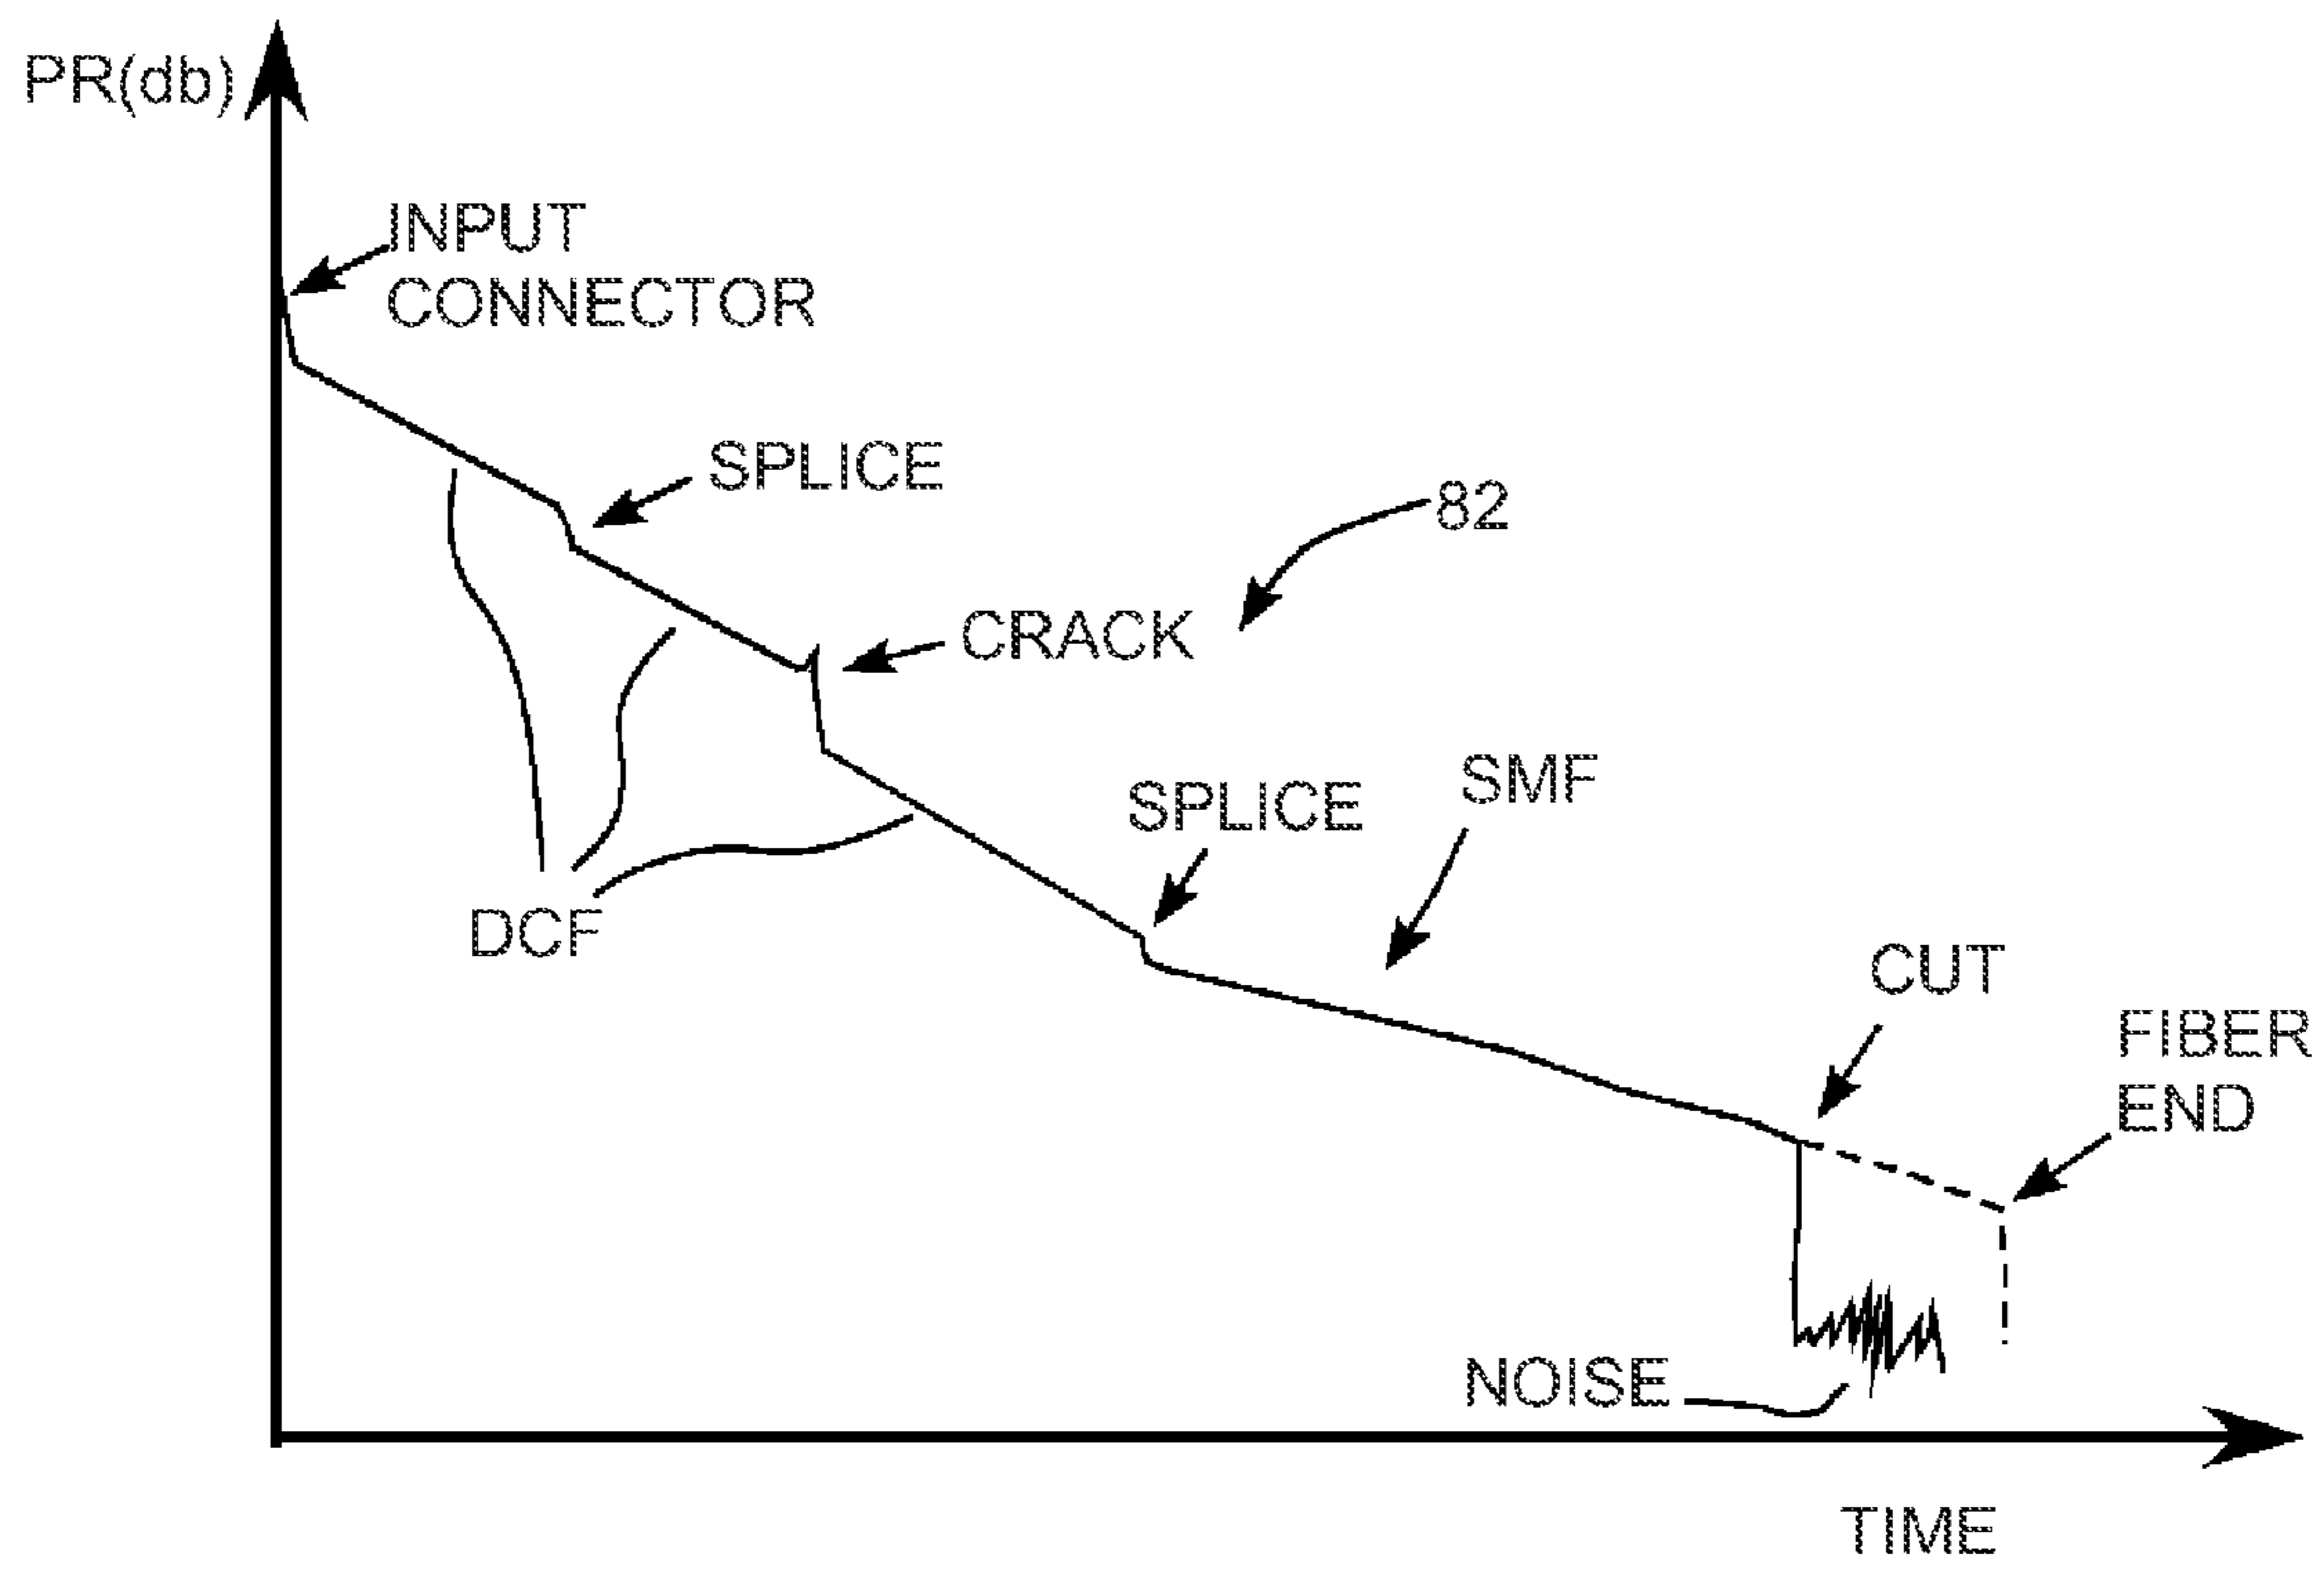 PR(db)
INPUT
CONNECTOR
SPLICE
82
CRACK
SPLICE
SMF
DCF
CUT
FIBER
END
NOISE
TIME